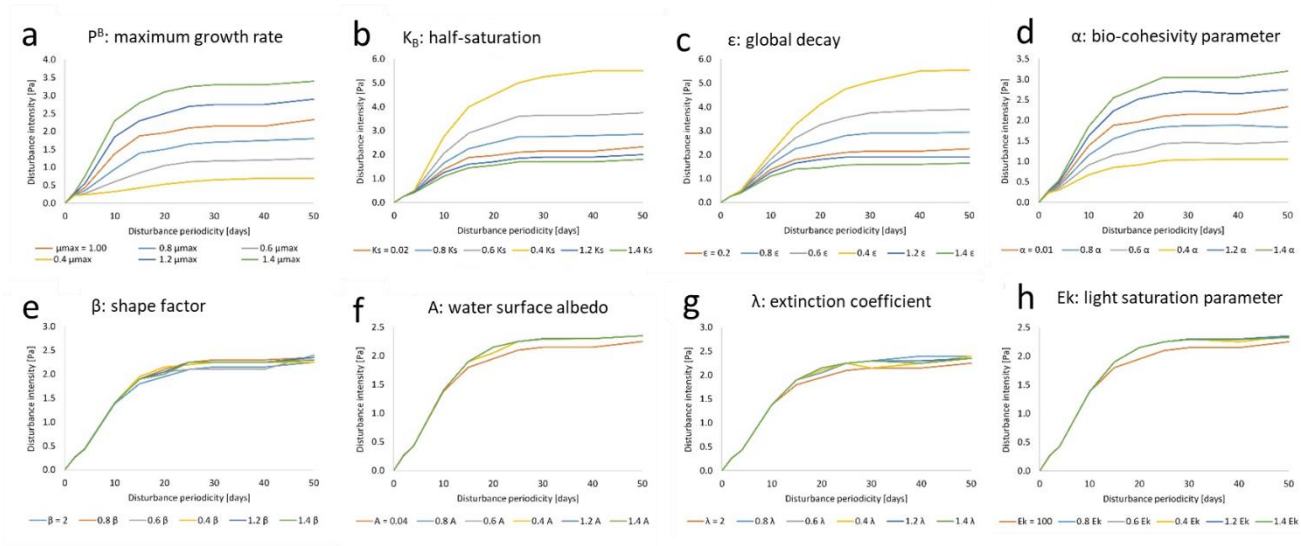 a
P^B: maximum growth rate
4.0
3.5
3.0
2.5
2.0
1.5
1.0
0.5
0.0
Disturbance intensity [Pa]
0 10 20 30 40 50
Disturbance periodicity [days]
μmax = 1.00 0.8 μmax 0.6 μmax
0.4 μmax 1.2 μmax 1.4 μmax
b
K_B: half-saturation
6.0
5.0
4.0
3.0
2.0
1.0
0.0
Disturbance intensity [Pa]
0 10 20 30 40 50
Disturbance periodicity [days]
Ks = 0.02 0.8 Ks 0.6 Ks 0.4 Ks 1.2 Ks 1.4 Ks
c
ε: global decay
6.0
5.0
4.0
3.0
2.0
1.0
0.0
Disturbance intensity [Pa]
0 10 20 30 40 50
Disturbance periodicity [days]
ε = 0.2 0.8 ε 0.6 ε 0.4 ε 1.2 ε 1.4 ε
d
α: bio-cohesivity parameter
3.5
3.0
2.5
2.0
1.5
1.0
0.5
0.0
Disturbance intensity [Pa]
0 10 20 30 40 50
Disturbance periodicity [days]
α = 0.01 0.8 α 0.6 α 0.4 α 1.2 α 1.4 α
e
β: shape factor
3.0
2.5
2.0
1.5
1.0
0.5
0.0
Disturbance intensity [Pa]
0 10 20 30 40 50
Disturbance periodicity [days]
β = 2 0.8 β 0.6 β 0.4 β 1.2 β 1.4 β
f
A: water surface albedo
2.5
2.0
1.5
1.0
0.5
0.0
Disturbance intensity [Pa]
0 10 20 30 40 50
Disturbance periodicity [days]
A = 0.04 0.8 A 0.6 A 0.4 A 1.2 A 1.4 A
g
λ: extinction coefficient
3.0
2.5
2.0
1.5
1.0
0.5
0.0
Disturbance intensity [Pa]
0 10 20 30 40 50
Disturbance periodicity [days]
λ = 2 0.8 λ 0.6 λ 0.4 λ 1.2 λ 1.4 λ
h
Ek: light saturation parameter
2.5
2.0
1.5
1.0
0.5
0.0
Disturbance intensity [Pa]
0 10 20 30 40 50
Disturbance periodicity [days]
Ek = 100 0.8 Ek 0.6 Ek 0.4 Ek 1.2 Ek 1.4 Ek